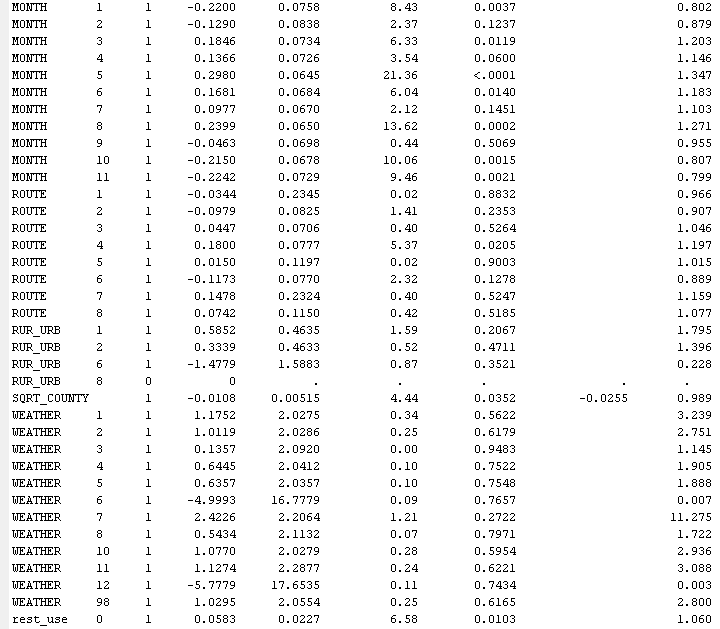 MONTH 1 1 -0.2200 0.0758 8.43 0.0037 0.802
MONTH 2 1 -0.1290 0.0838 2.37 0.1237 0.879
MONTH 3 1 0.1846 0.0734 6.33 0.0119 1.203
MONTH 4 1 0.1366 0.0726 3.54 0.0600 1.146
MONTH 5 1 0.2980 0.0645 21.36 <.0001 1.347
MONTH 6 1 0.1681 0.0684 6.04 0.0140 1.183
MONTH 7 1 0.0977 0.0670 2.12 0.1451 1.103
MONTH 8 1 0.2399 0.0650 13.62 0.0002 1.271
MONTH 9 1 -0.0463 0.0698 0.44 0.5069 0.955
MONTH 10 1 -0.2150 0.0678 10.06 0.0015 0.807
MONTH 11 1 -0.2242 0.0729 9.46 0.0021 0.799
ROUTE 1 1 -0.0344 0.2345 0.02 0.8832 0.966
ROUTE 2 1 -0.0979 0.0825 1.41 0.2353 0.907
ROUTE 3 1 0.0447 0.0706 0.40 0.5264 1.046
ROUTE 4 1 0.1800 0.0777 5.37 0.0205 1.197
ROUTE 5 1 0.0150 0.1197 0.02 0.9003 1.015
ROUTE 6 1 -0.1173 0.0770 2.32 0.1278 0.889
ROUTE 7 1 0.1478 0.2324 0.40 0.5247 1.159
ROUTE 8 1 0.0742 0.1150 0.42 0.5185 1.077
RUR_URB 1 1 0.5852 0.4635 1.59 0.2067 1.795
RUR_URB 2 1 0.3339 0.4633 0.52 0.4711 1.396
RUR_URB 6 1 -1.4779 1.5883 0.87 0.3521 0.228
RUR_URB 8 0 0 . . . . .
SQRT_COUNTY 1 -0.0108 0.00515 4.44 0.0352 -0.0255 0.989
WEATHER 1 1 1.1752 2.0275 0.34 0.5622 3.239
WEATHER 2 1 1.0119 2.0286 0.25 0.6179 2.751
WEATHER 3 1 0.1357 2.0920 0.00 0.9483 1.145
WEATHER 4 1 0.6445 2.0412 0.10 0.7522 1.905
WEATHER 5 1 0.6357 2.0357 0.10 0.7548 1.888
WEATHER 6 1 -4.9993 16.7779 0.09 0.7657 0.007
WEATHER 7 1 2.4226 2.2064 1.21 0.2722 11.275
WEATHER 8 1 0.5434 2.1132 0.07 0.7971 1.722
WEATHER 10 1 1.0770 2.0279 0.28 0.5954 2.936
WEATHER 11 1 1.1274 2.2877 0.24 0.6221 3.088
WEATHER 12 1 -5.7779 17.6535 0.11 0.7434 0.003
WEATHER 98 1 1.0295 2.0554 0.25 0.6165 2.800
rest_use 0 1 0.0583 0.0227 6.58 0.0103 1.060